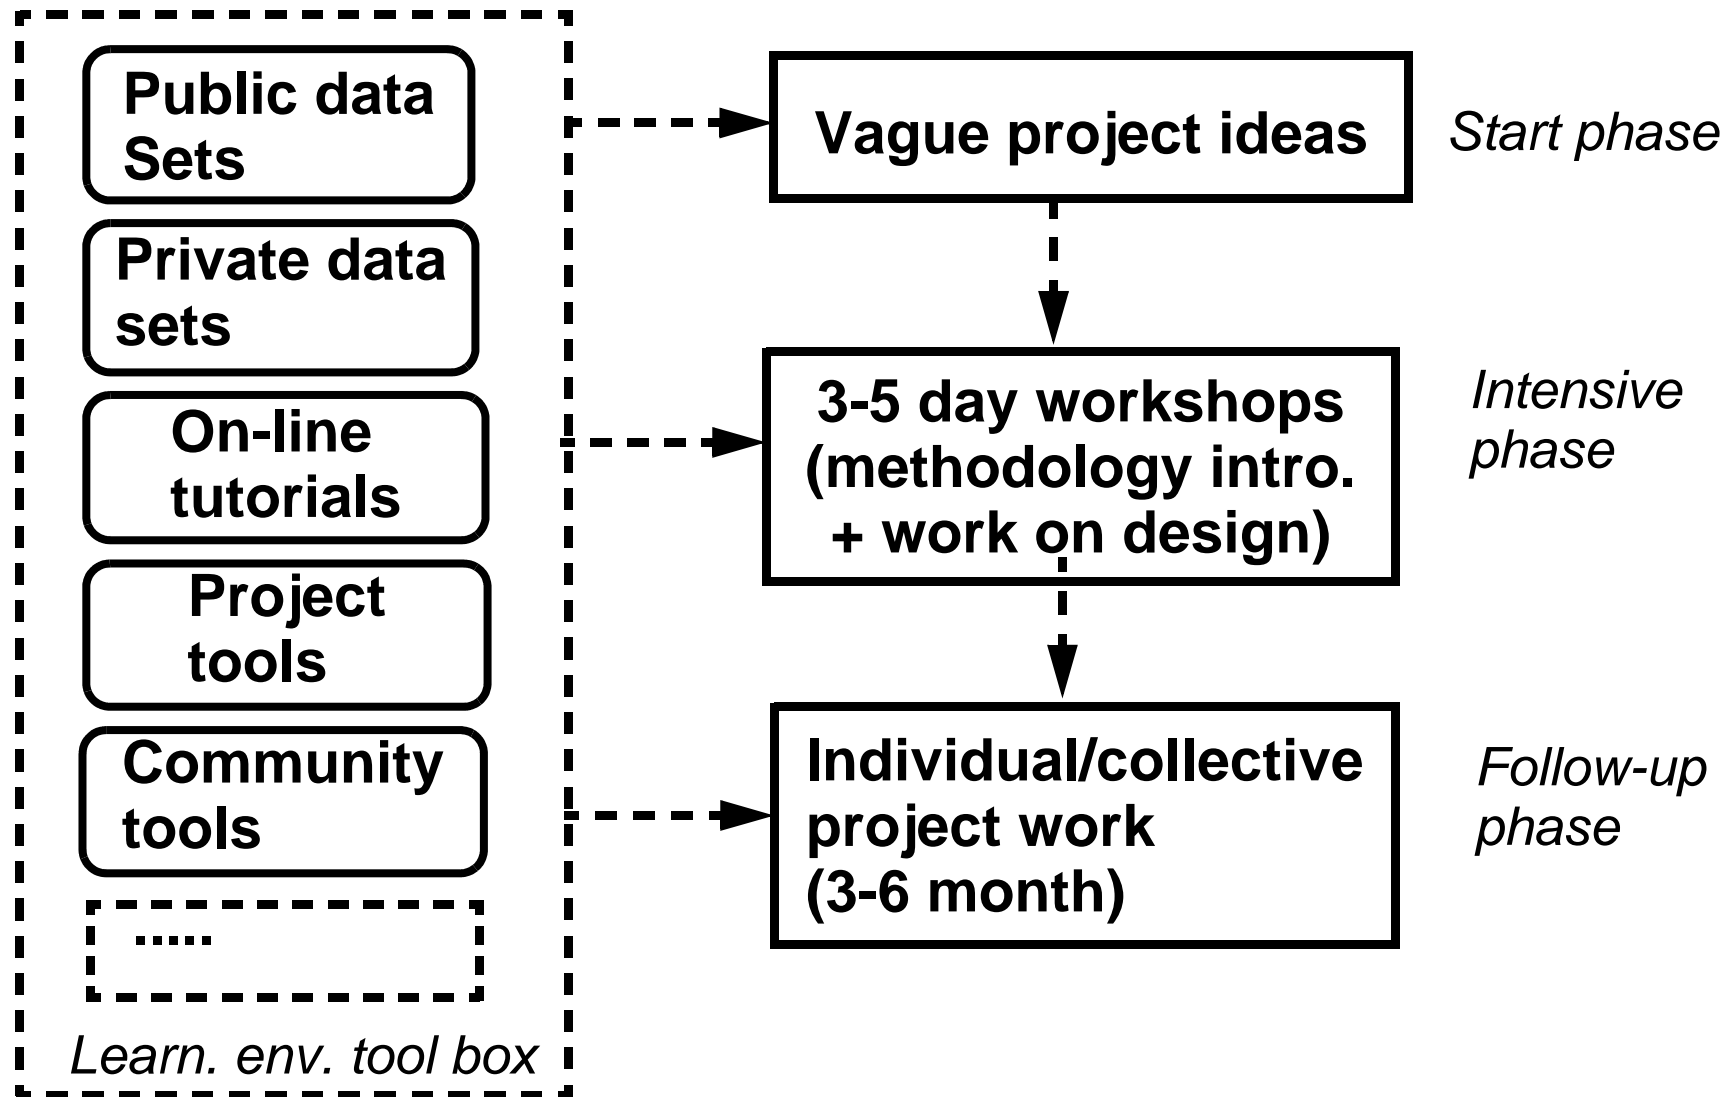 Public data
Sets
Private data
sets
On-line
tutorials
Project
tools
Community
tools
.....
Learn. env. tool box
Vague project ideas
Start phase
3-5 day workshops
(methodology intro.
+ work on design)
Intensive
phase
Individual/collective
project work
(3-6 month)
Follow-up
phase